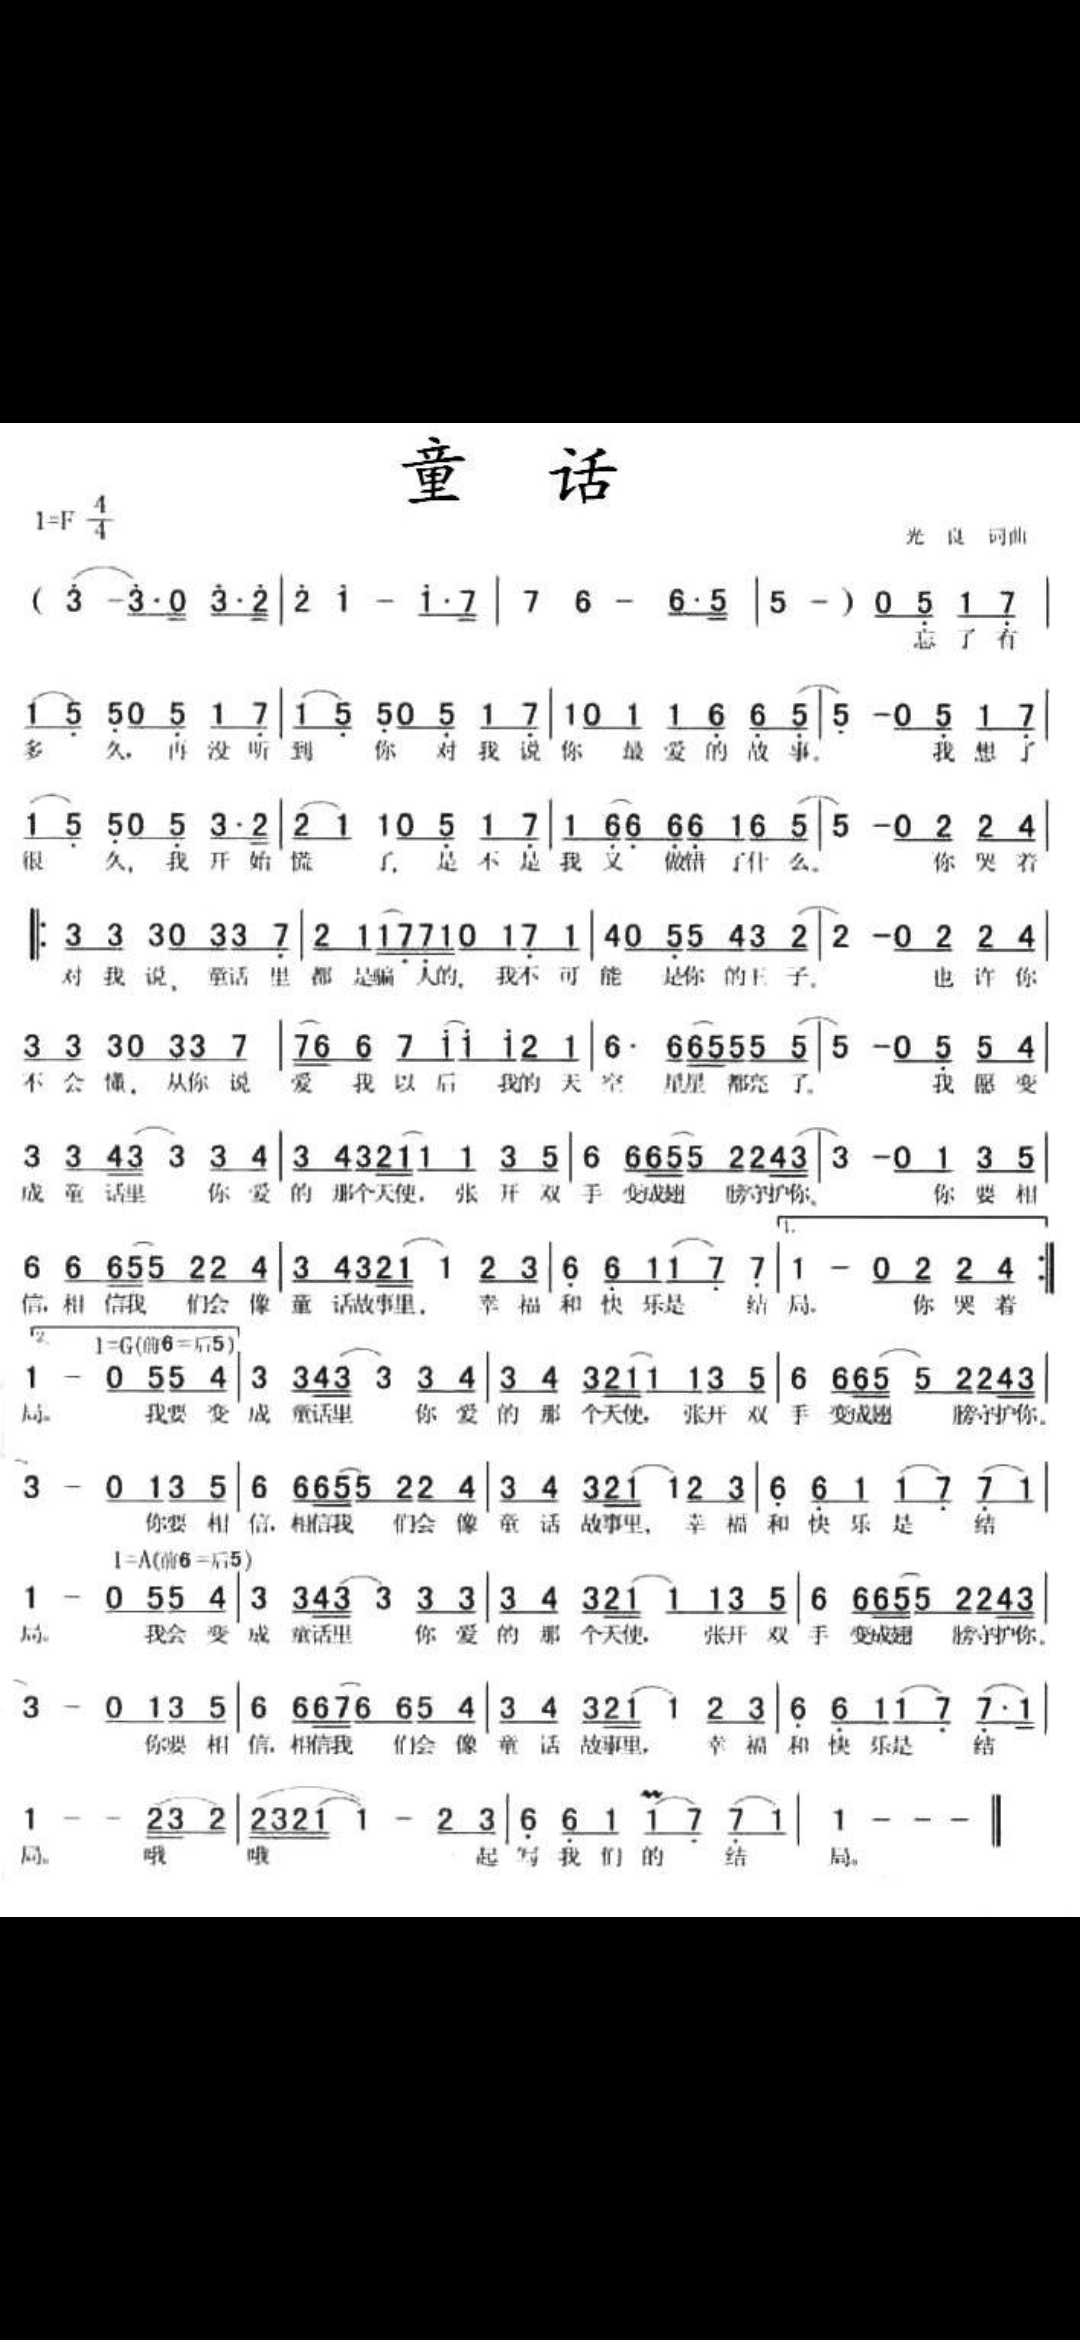 童 话
1=F 4/4
光 良 词曲
( 3 - 3·0 3·2 | 2 1 - 1·7 | 7 6 - 6·5 | 5 - ) 0 5 1 7 |
忘 了 有
1 5 50 5 1 7 | 1 5 50 5 1 7 | 10 1 1 6 6 5 | 5 -0 5 1 7 |
多 久, 再 没 听 到 你 对 我 说 你 最 爱 的 故 事。 我 想 了
1 5 50 5 3·2 | 2 1 10 5 1 7 | 1 66 66 16 5 | 5 -0 2 2 4 |
很 久, 我 开 始 慌 了, 是 不 是 我 又 做错 了什 么。 你 哭 着
‖: 3 3 30 33 7 | 2 117710 17 1 | 40 55 43 2 | 2 -0 2 2 4 |
对 我 说, 童话 里 都 是骗 人的, 我不 可 能 是你 的王 子。 也 许 你
3 3 30 33 7 | 76 6 7 11 12 1 | 6· 66555 5 | 5 -0 5 5 4 |
不 会 懂, 从你 说 爱 我 以 后 我的 天 空 星星 都亮 了。 我 愿 变
3 3 43 3 3 4 | 3 43211 1 3 5 | 6 6655 2243 | 3 -0 1 3 5 |
成 童 话里 你 爱 的 那个天使, 张 开 双 手 变成翅 膀守护你。 你 要 相
1.
6 6 655 22 4 | 3 4321 1 2 3 | 6 6 11 7 7 | 1 - 0 2 2 4 :‖
信, 相 信我 们会 像 童 话故事里, 幸 福 和 快 乐是 结 局。 你 哭 着
2. 1=G(前6=后5)
1 - 0 55 4 | 3 343 3 3 4 | 3 4 3211 13 5 | 6 665 5 2243 |
局。 我要 变 成 童话里 你 爱 的 那 个天使, 张开 双 手 变成翅 膀守护你。
3 - 0 13 5 | 6 6655 22 4 | 3 4 321 12 3 | 6 6 1 1 7 7 1 |
你要 相 信, 相信我 们会 像 童 话 故事里, 幸 福 和 快 乐 是 结
1=A(前6=后5)
1 - 0 55 4 | 3 343 3 3 3 | 3 4 321 1 13 5 | 6 6655 2243 |
局。 我会 变 成 童话里 你 爱 的 那 个天使, 张开 双 手 变成翅 膀守护你。
3 - 0 13 5 | 6 6676 65 4 | 3 4 321 1 2 3 | 6 6 11 7 7·1 |
你要 相 信, 相信我 们会 像 童 话 故事里, 幸 福 和 快 乐是 结
1 - - 23 2 | 2321 1 - 2 3 | 6 6 1 1 7 7 1 | 1 - - - ‖
局。 哦 哦 起 写 我 们 的 结 局。